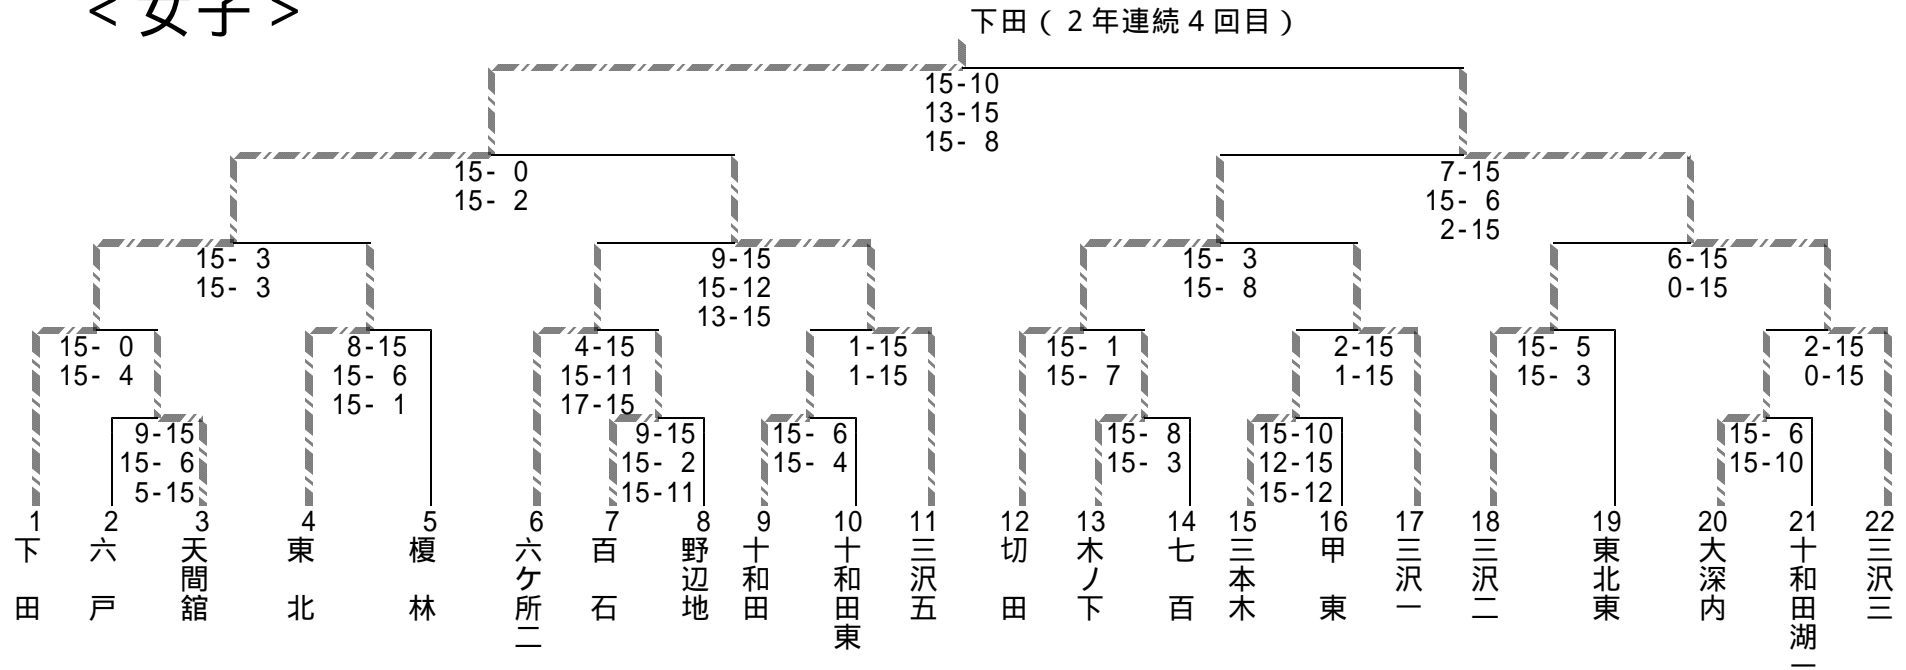 <女子>
下田(2年連続4回目)
15-10
13-15
15- 8
15- 0
15- 2
7-15
15- 6
2-15
15- 3
15- 3
9-15
15-12
13-15
15- 3
15- 8
6-15
0-15
15- 0
15- 4
8-15
15- 6
15- 1
4-15
15-11
17-15
1-15
1-15
15- 1
15- 7
2-15
1-15
15- 5
15- 3
2-15
0-15
9-15
15- 6
5-15
9-15
15- 2
15-11
15- 6
15- 4
15- 8
15- 3
15-10
12-15
15-12
15- 6
15-10
1 2 3 4 5 6 7 8 9 10 11 12 13 14 15 16 17 18 19 20 21 22
下田
六戸
天間舘
東北
榎林
六ケ所二
百石
野辺地
十和田
十和田東
三沢五
切田
木ノ下
七百
三本木
甲東
三沢一
三沢二
東北東
大深内
十和田湖一
三沢三